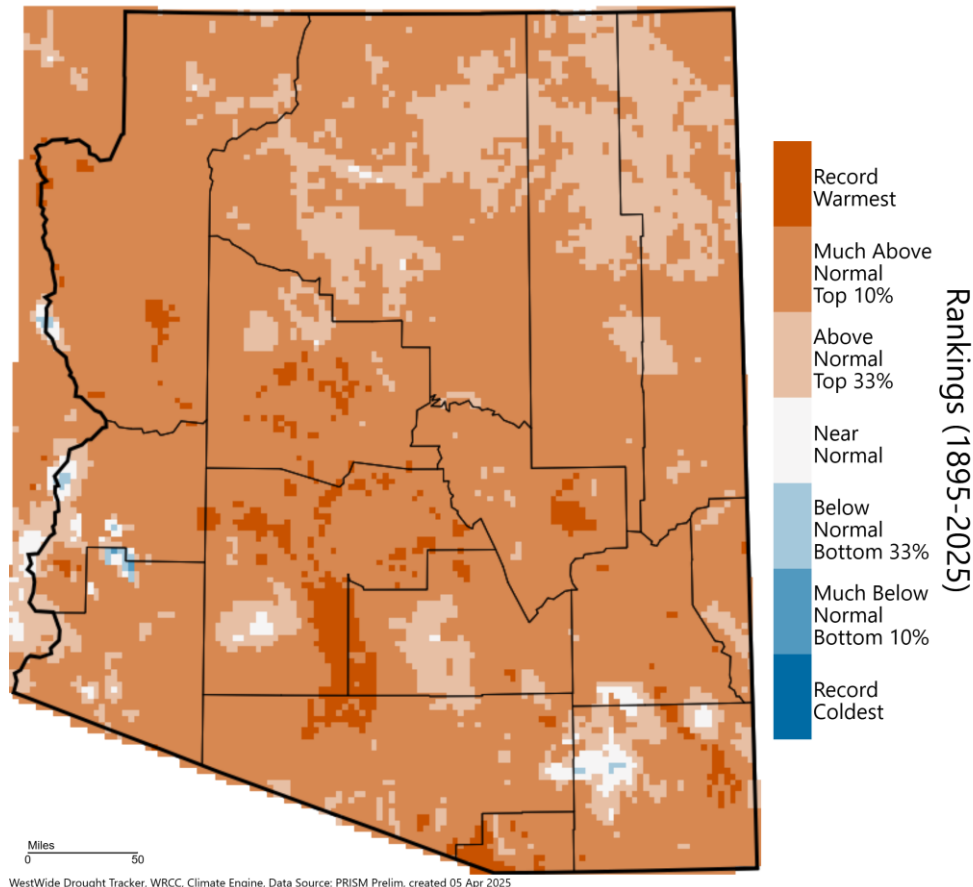 Record
Warmest
Much Above
Normal
Top 10%
Above
Normal
Top 33%
Near
Normal
Below
Normal
Bottom 33%
Much Below
Normal
Bottom 10%
Record
Coldest
Rankings (1895-2025)
Miles
0 50
WestWide Drought Tracker, WRCC, Climate Engine, Data Source: PRISM Prelim, created 05 Apr 2025